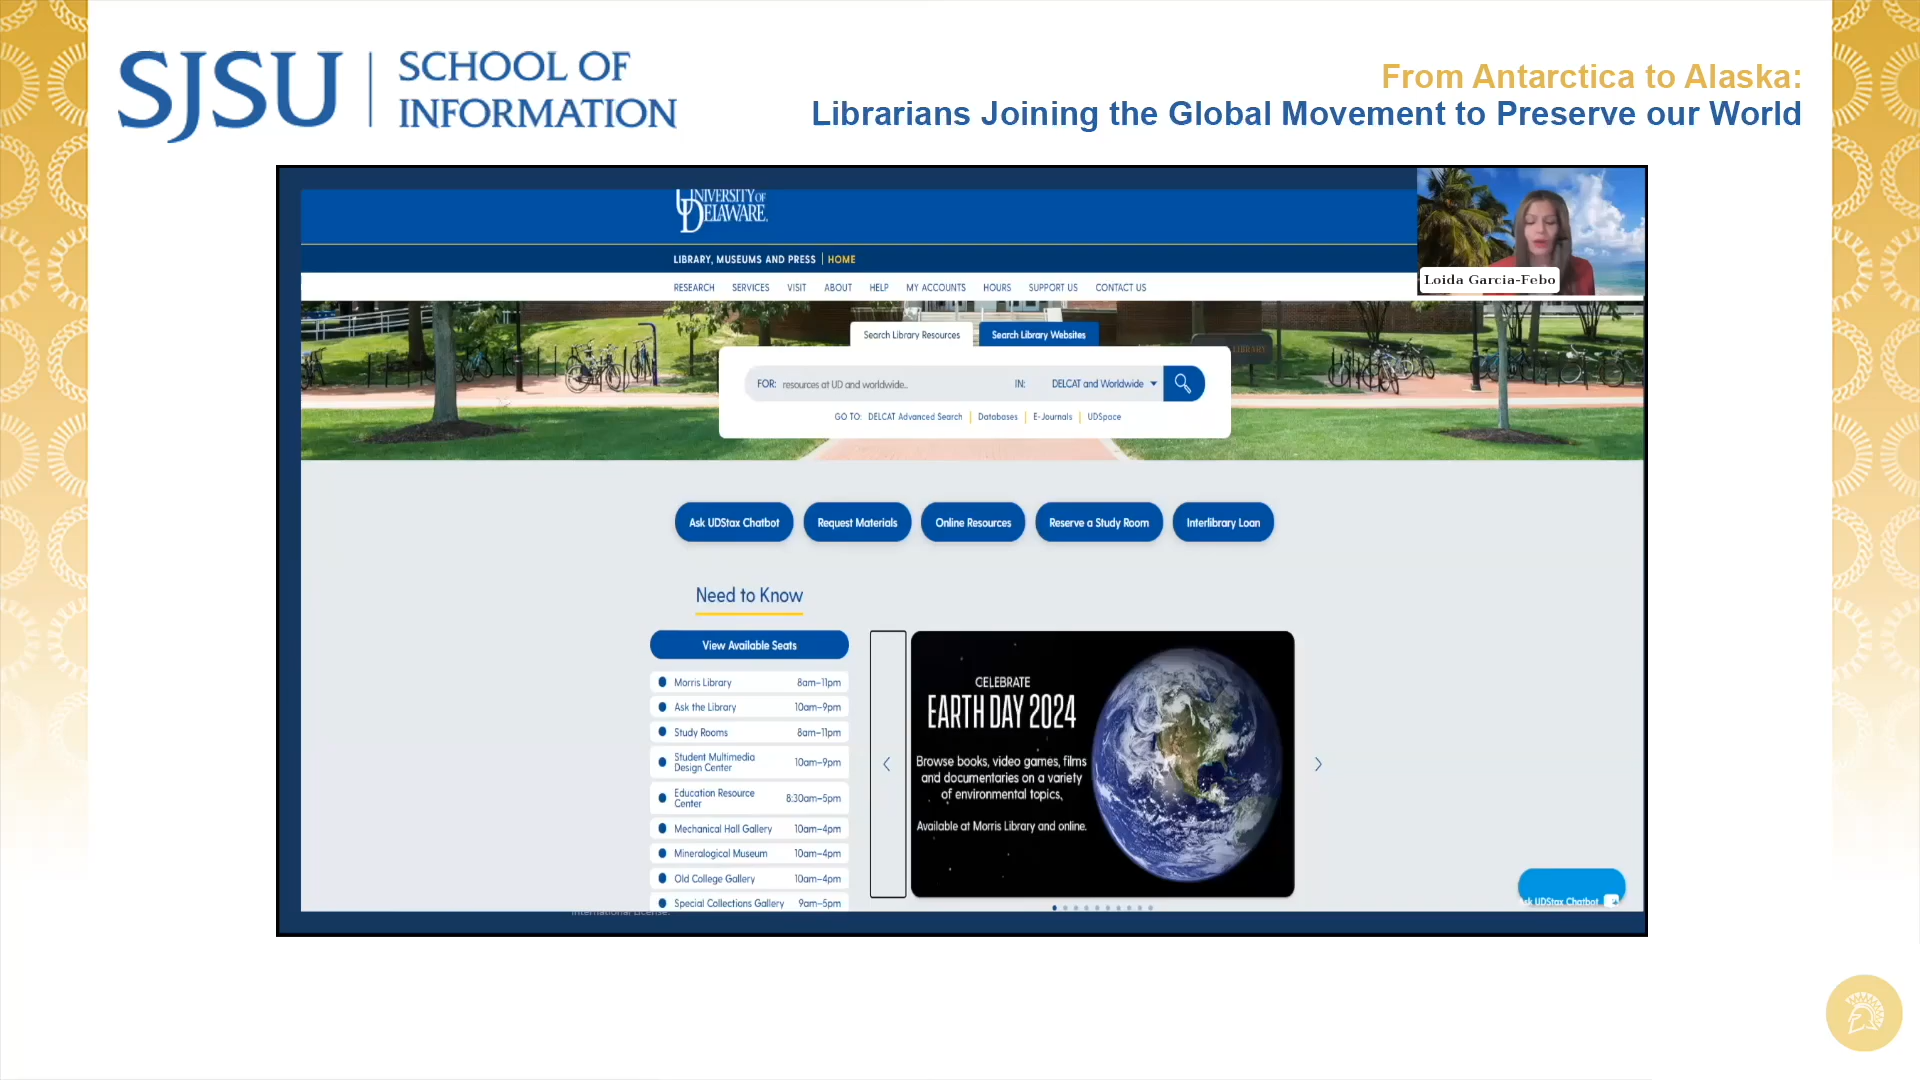 SJSU
SCHOOL OF
INFORMATION
From Antarctica to Alaska:
Librarians Joining the Global Movement to Preserve our World
UNIVERSITY OF
DELAWARE.
LIBRARY, MUSEUMS AND PRESS | HOME
RESEARCH SERVICES VISIT ABOUT HELP MY ACCOUNTS HOURS SUPPORT US CONTACT US
Loida Garcia-Febo
Search Library Resources Search Library Websites
LIBRARY
FOR: resources at UD and worldwide.. IN: DELCAT and Worldwide
GO TO: DELCAT Advanced Search | Databases | E-Journals | UDSpace
Ask UDStax Chatbot Request Materials Online Resources Reserve a Study Room Interlibrary Loan
Need to Know
View Available Seats
Morris Library 8am–11pm
Ask the Library 10am–9pm
Study Rooms 8am–11pm
Student Multimedia
Design Center 10am–9pm
Education Resource
Center 8:30am–5pm
Mechanical Hall Gallery 10am–4pm
Mineralogical Museum 10am–4pm
Old College Gallery 10am–4pm
Special Collections Gallery 9am–5pm
CELEBRATE
EARTH DAY 2024
Browse books, video games, films
and documentaries on a variety
of environmental topics,
Available at Morris Library and online.
Ask UDStax Chatbot
International License.